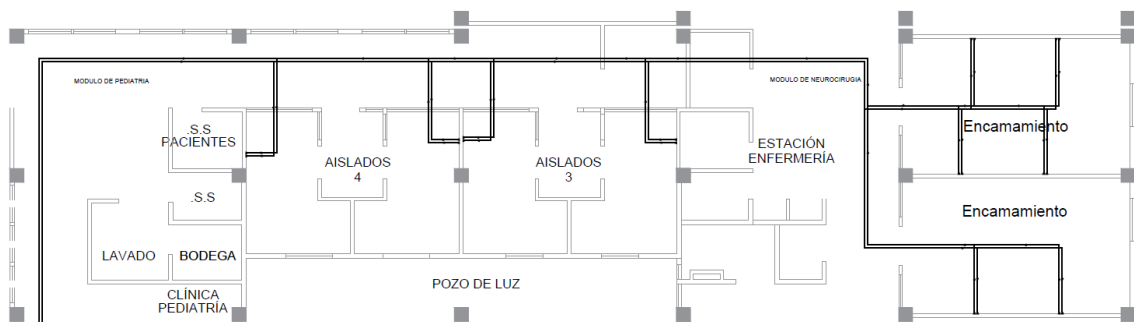 MODULO DE PEDIATRIA
MODULO DE NEUROCIRUGIA
.S.S
PACIENTES
AISLADOS
4
AISLADOS
3
ESTACIÓN
ENFERMERÍA
Encamamiento
.S.S
Encamamiento
LAVADO
BODEGA
POZO DE LUZ
CLÍNICA
PEDIATRÍA